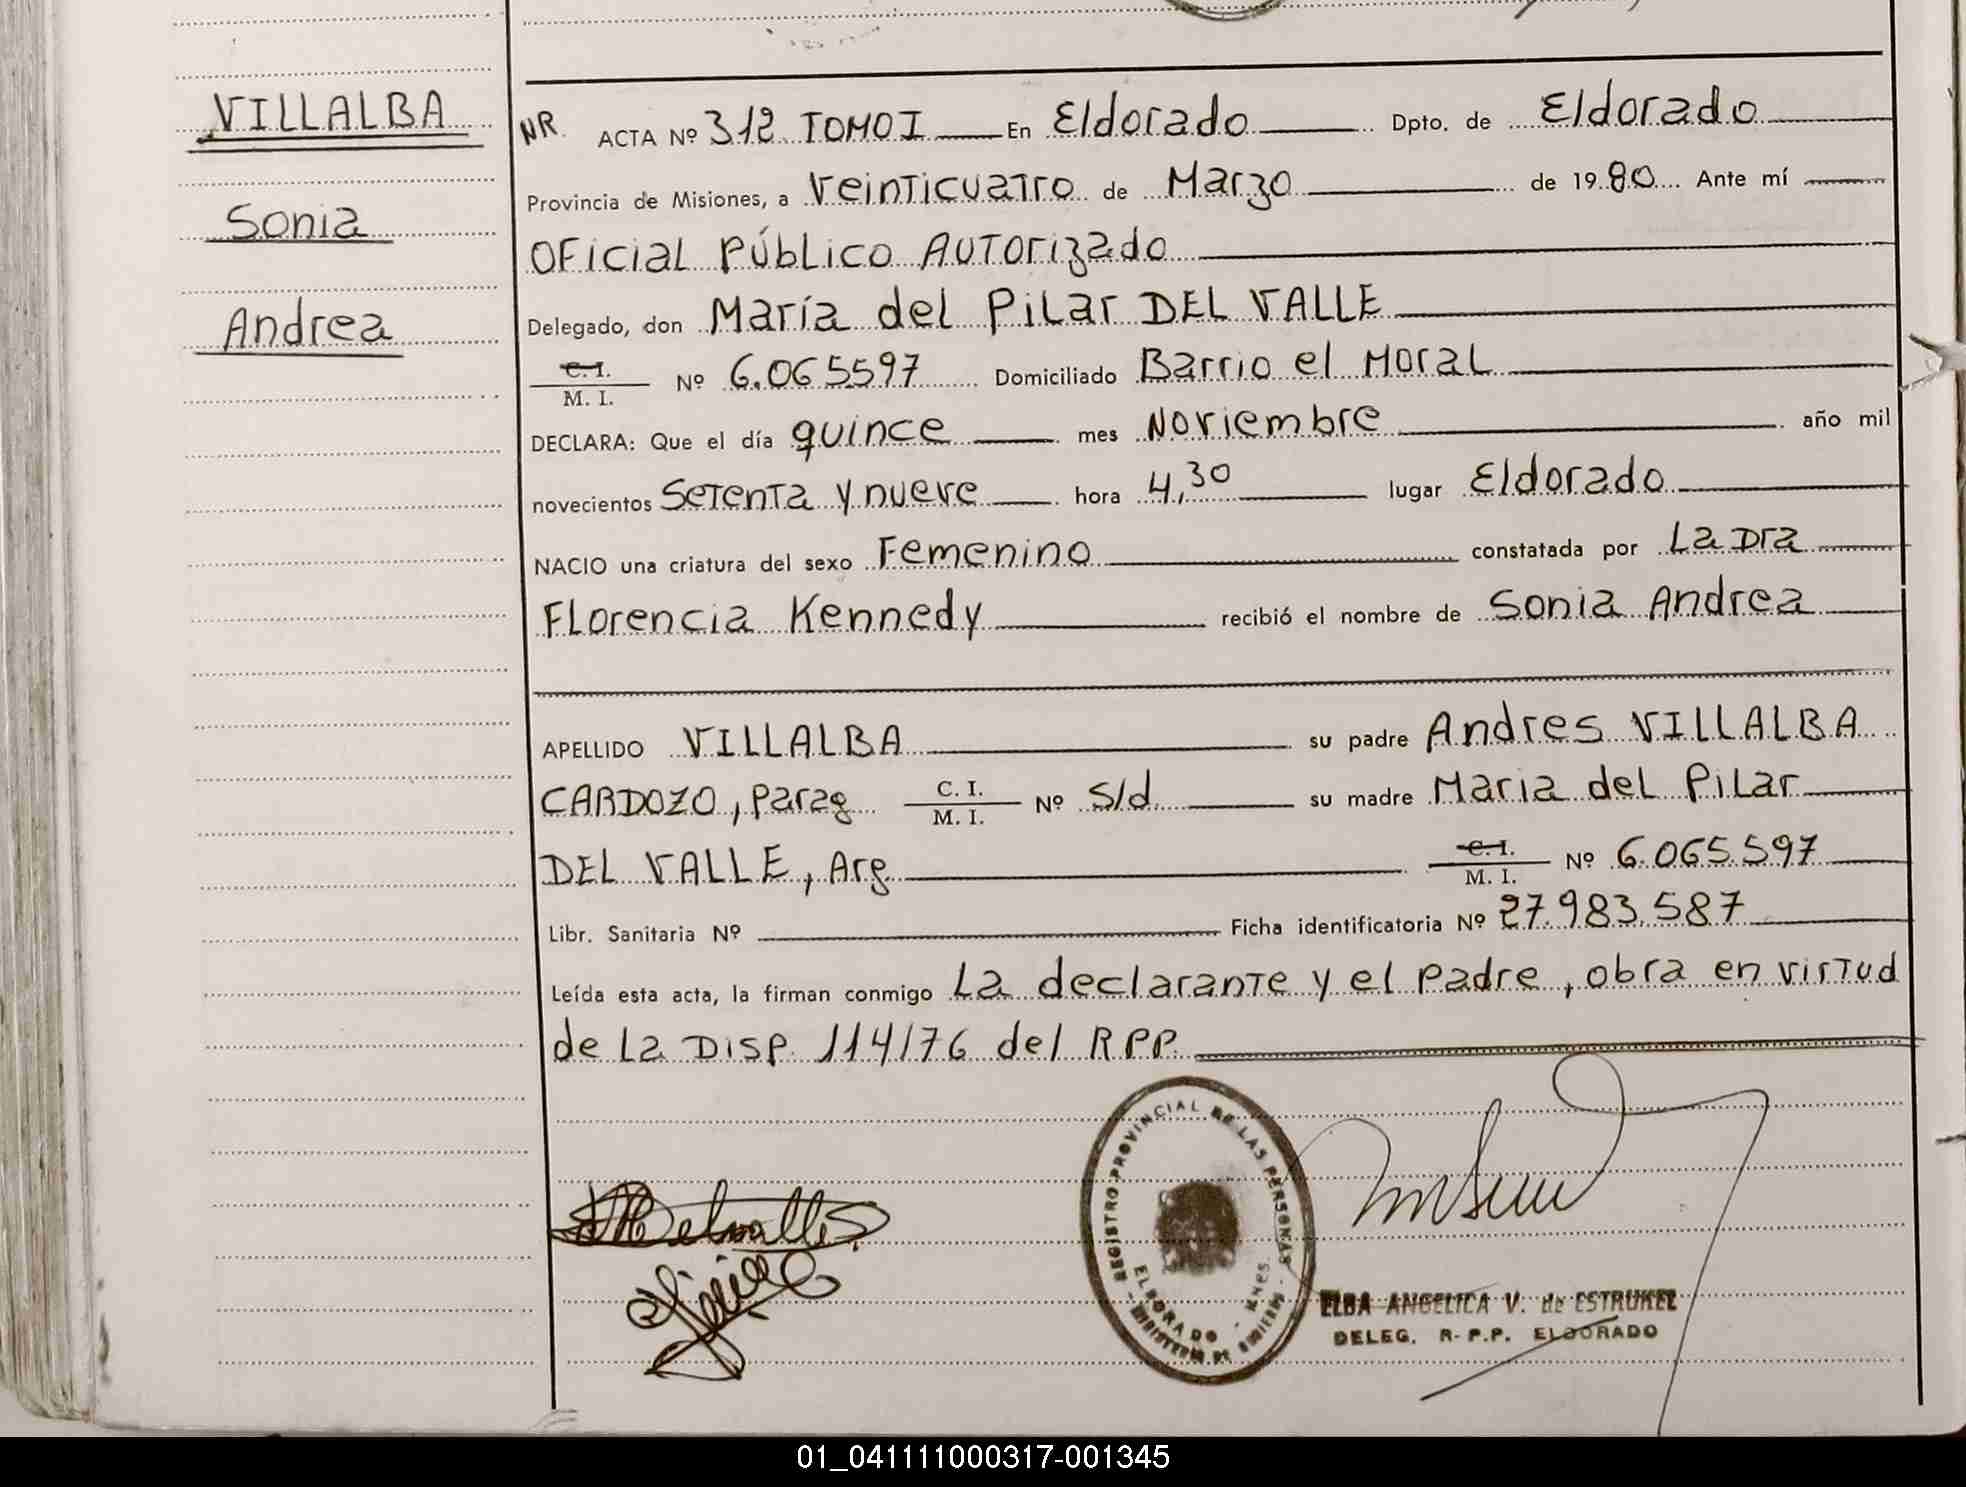 VILLALBA
Sonia
Andrea
NR. ACTA Nº 312 TOMO I En Eldorado Dpto. de Eldorado
Provincia de Misiones, a veinticuatro de Marzo de 1980 Ante mí
Oficial Público Autorizado
Delegado, don María del Pilar DEL VALLE
C. I.
M. I. Nº 6.065597 Domiciliado Barrio el Moral
DECLARA: Que el día quince mes Noviembre año mil
novecientos Setenta y nueve hora 4,30 lugar Eldorado
NACIO una criatura del sexo Femenino constatada por La Dra
Florencia Kennedy recibió el nombre de Sonia Andrea
APELLIDO VILLALBA su padre Andres VILLALBA
CARDOZO, Parag C. I. M. I. Nº S/d su madre Maria del Pilar
DEL VALLE, Arg C. I. M. I. Nº 6.065.597
Libr. Sanitaria Nº Ficha identificatoria Nº 27.983.587
Leída esta acta, la firman conmigo La declarante y el padre, obra en virtud
de La Disp. 114/76 del RPP.
REGISTRO PROVINCIAL DE LAS PERSONAS
ELDORADO - MNES.
MINISTERIO DE GOBIERNO
ELBA ANGELICA V. de ESTRUKEL
DELEG. R-P.P. ELDORADO
01_041111000317-001345